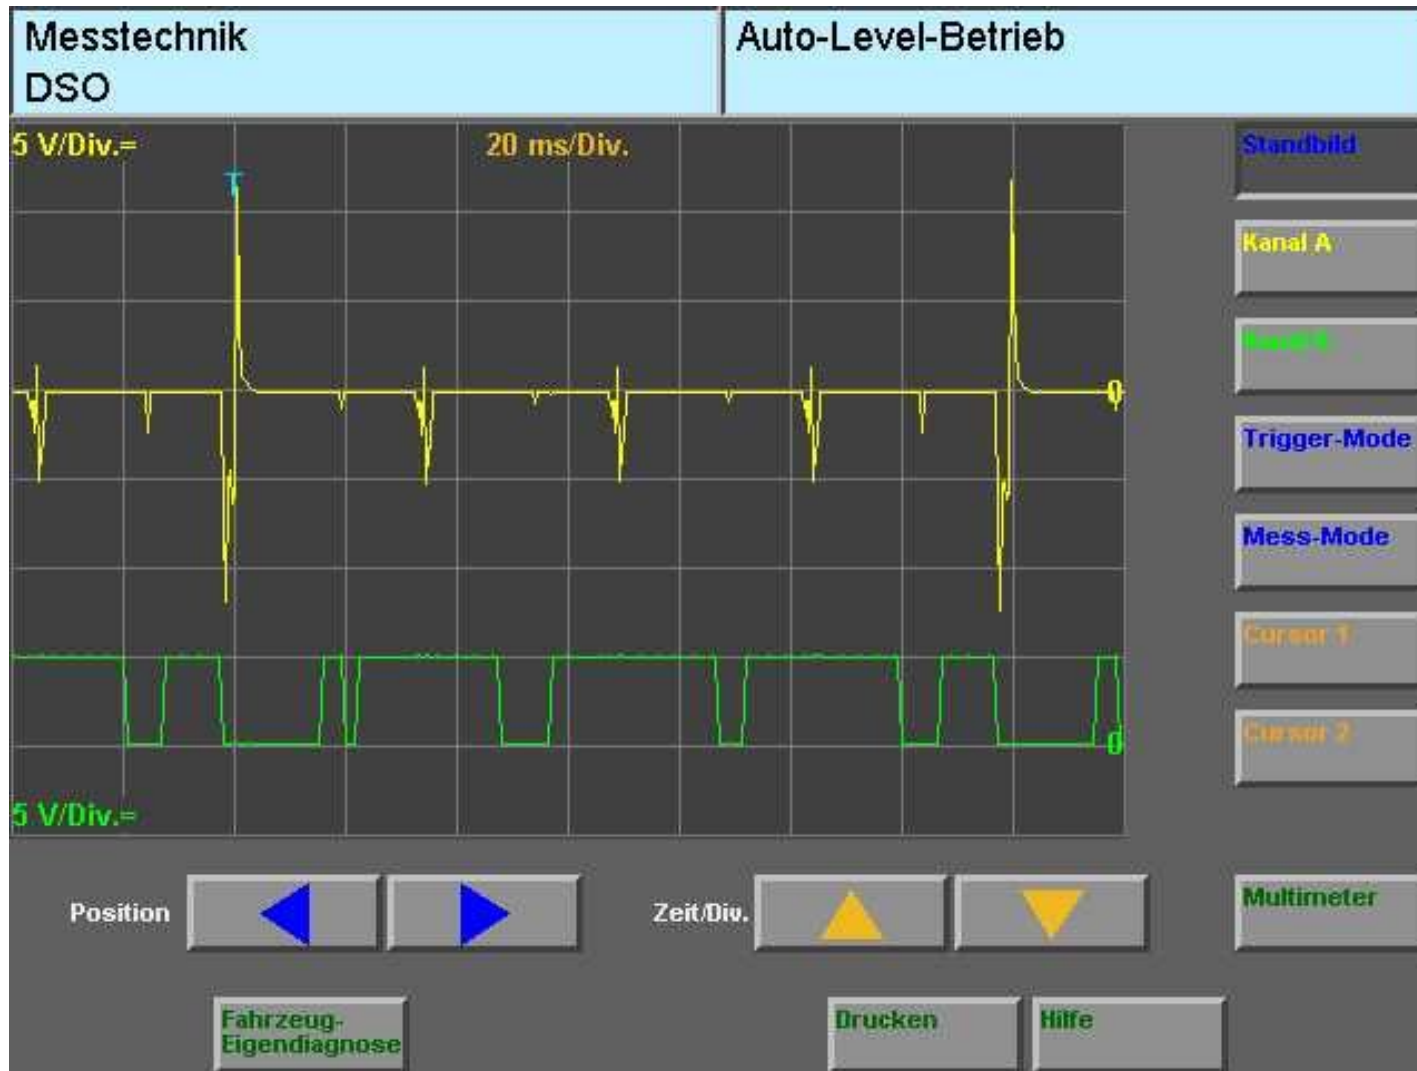 Messtechnik
DSO
Auto-Level-Betrieb
5 V/Div.=
20 ms/Div.
T
0
0
5 V/Div.=
Standbild
Kanal A
Trigger-Mode
Mess-Mode
Cursor 1
Cursor 2
Position
Zeit/Div.
Multimeter
Fahrzeug-
Eigendiagnose
Drucken
Hilfe